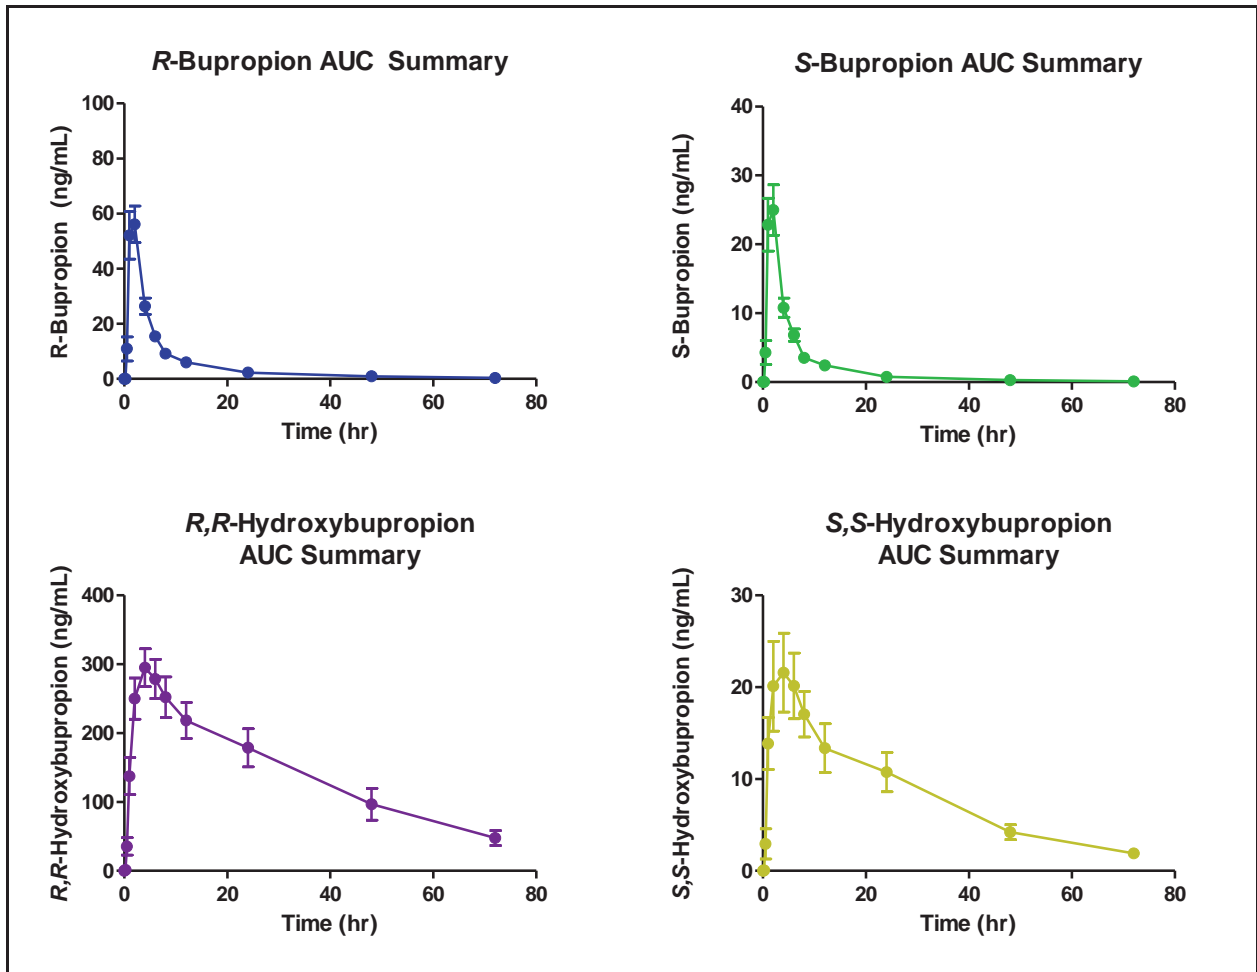 R-Bupropion AUC  Summary
R-Bupropion (ng/mL)
100
80
60
40
20
0
0 20 40 60 80
Time (hr)
S-Bupropion AUC Summary
S-Bupropion (ng/mL)
40
30
20
10
0
0 20 40 60 80
Time (hr)
R,R-Hydroxybupropion
AUC Summary
R,R-Hydroxybupropion (ng/mL)
400
300
200
100
0
0 20 40 60 80
Time (hr)
S,S-Hydroxybupropion
AUC Summary
S,S-Hydroxybupropion (ng/mL)
30
20
10
0
0 20 40 60 80
Time (hr)